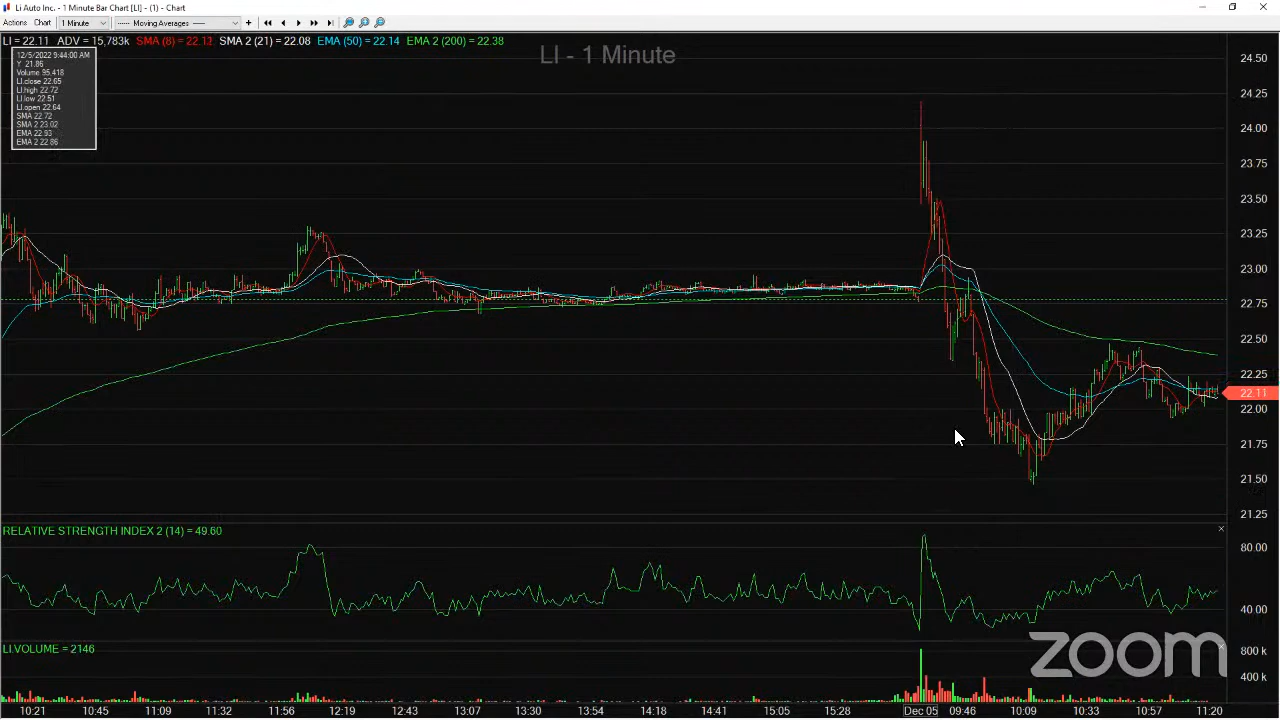 Li Auto Inc. - 1 Minute Bar Chart [LI] - (1) - Chart
Actions Chart 1 Minute Moving Averages
LI = 22.11 ADV = 15,783k SMA (8) = 22.12 SMA 2 (21) = 22.08 EMA (50) = 22.14 EMA 2 (200) = 22.38
LI - 1 Minute
12/5/2022 9:44:00 AM
Y 21.86
Volume 95,418
LI.close 22.65
LI.high 22.72
LI.low 22.51
LI.open 22.64
SMA 22.72
SMA 2 23.02
EMA 22.93
EMA 2 22.86
24.50
24.25
24.00
23.75
23.50
23.25
23.00
22.75
22.50
22.25
22.11
22.00
21.75
21.50
21.25
RELATIVE STRENGTH INDEX 2 (14) = 49.60
80.00
40.00
LI.VOLUME = 2146
800 k
400 k
zoom
10:21 10:45 11:09 11:32 11:56 12:19 12:43 13:07 13:30 13:54 14:18 14:41 15:05 15:28 Dec 05 09:46 10:09 10:33 10:57 11:20